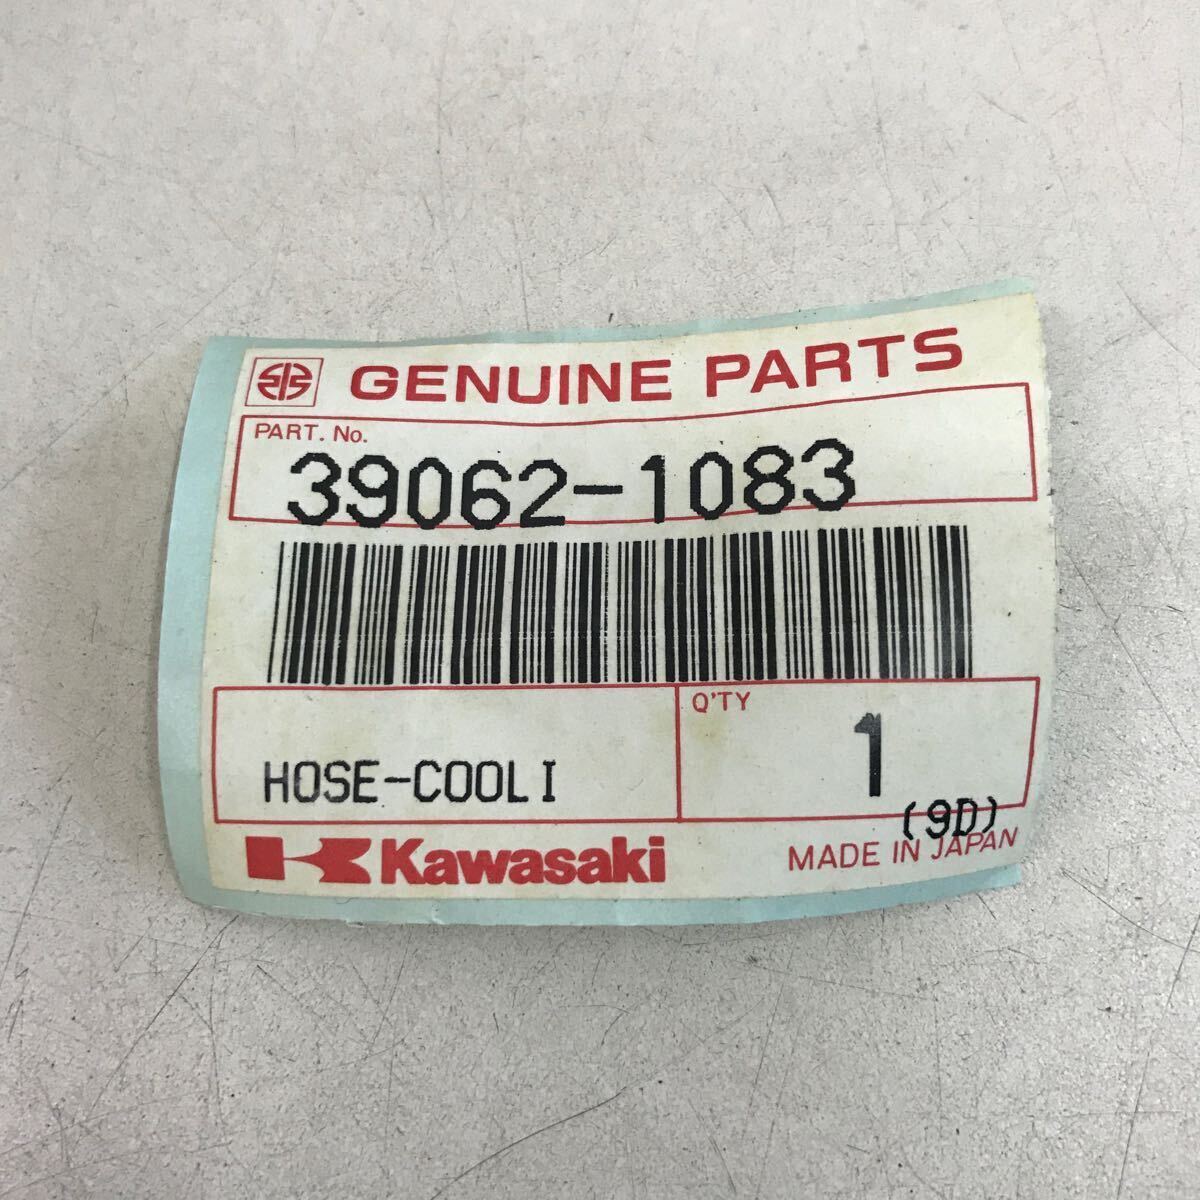 GENUINE PARTS
PART. No.
39062-1083
Q'TY
1
HOSE-COOLI
(9D)
Kawasaki
MADE IN JAPAN